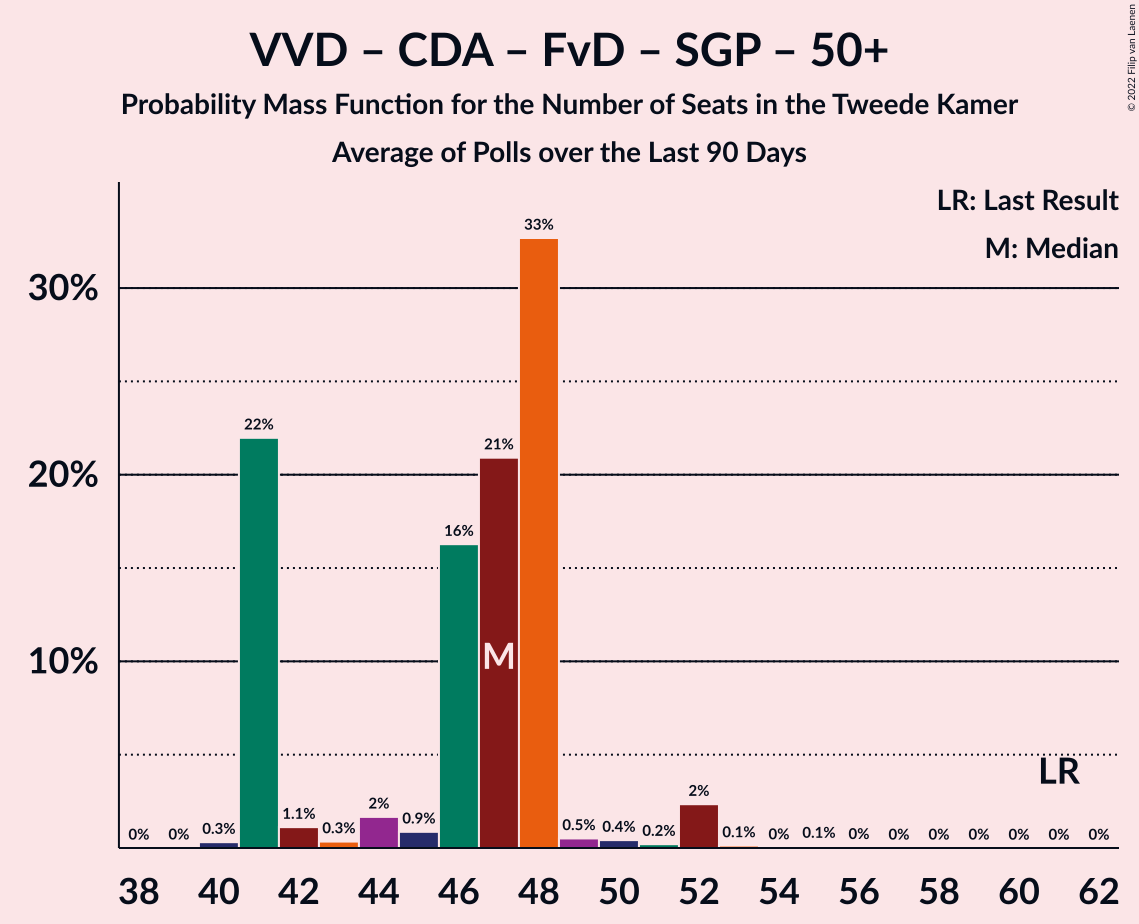 VVD – CDA – FvD – SGP – 50+
Probability Mass Function for the Number of Seats in the Tweede Kamer
Average of Polls over the Last 90 Days
© 2022 Filip van Laenen
LR: Last Result
M: Median
30%
20%
10%
0% 0% 0.3% 22% 1.1% 0.3% 2% 0.9% 16% 21% 33% 0.5% 0.4% 0.2% 2% 0.1% 0% 0.1% 0% 0% 0% 0% 0% 0% 0%
M
LR
38 40 42 44 46 48 50 52 54 56 58 60 62